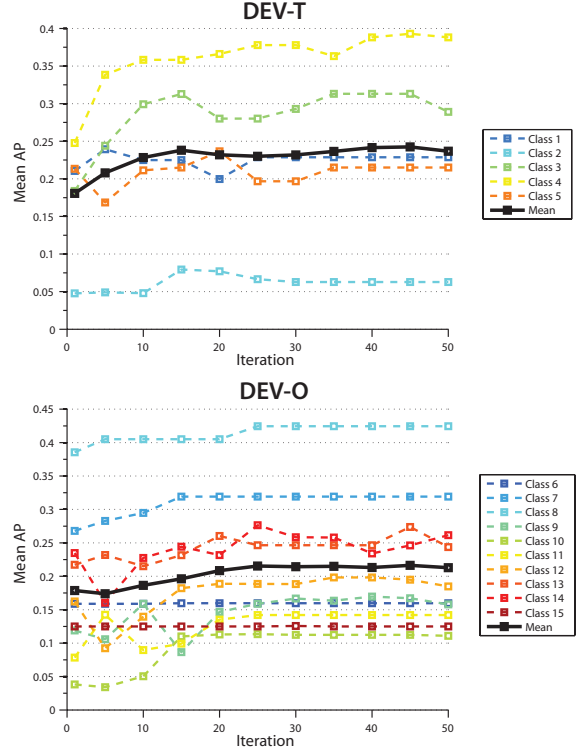 DEV-T
Mean AP
0.4
0.35
0.3
0.25
0.2
0.15
0.1
0.05
0
0 10 20 30 40 50
Iteration
Class 1
Class 2
Class 3
Class 4
Class 5
Mean
DEV-O
Mean AP
0.45
0.4
0.35
0.3
0.25
0.2
0.15
0.1
0.05
0
0 10 20 30 40 50
Iteration
Class 6
Class 7
Class 8
Class 9
Class 10
Class 11
Class 12
Class 13
Class 14
Class 15
Mean